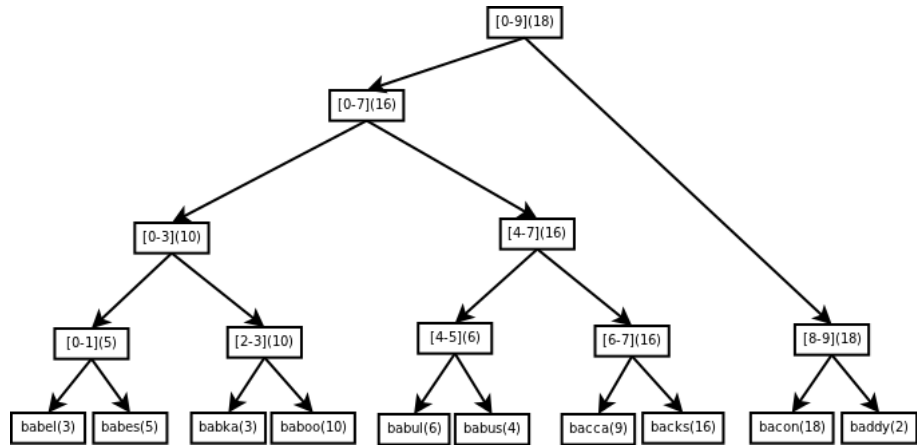 [0-9](18)
[0-7](16)
[0-3](10)
[4-7](16)
[0-1](5)
[2-3](10)
[4-5](6)
[6-7](16)
[8-9](18)
babel(3)
babes(5)
babka(3)
baboo(10)
babul(6)
babus(4)
bacca(9)
backs(16)
bacon(18)
baddy(2)